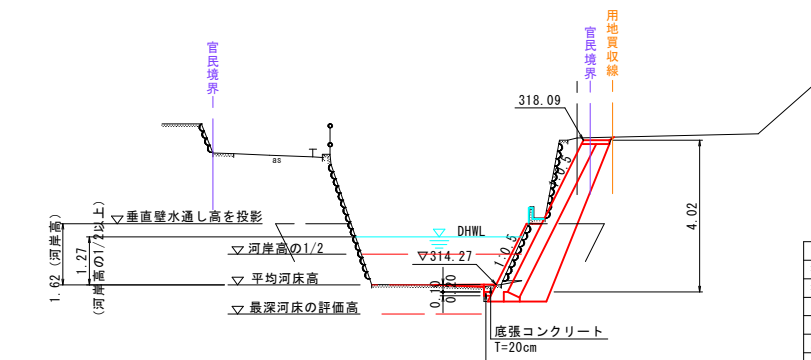 官民境界
官民境界
用地買収線
318.09
as
1:0.5
4.02
垂直壁水通し高を投影
DHWL
河岸高の1/2
314.27
1:0.5
平均河床高
最深河床の評価高
1.62 (河岸高)
1.27
(河岸高の1/2以上)
0.10
0.20
底張コンクリート
T=20cm